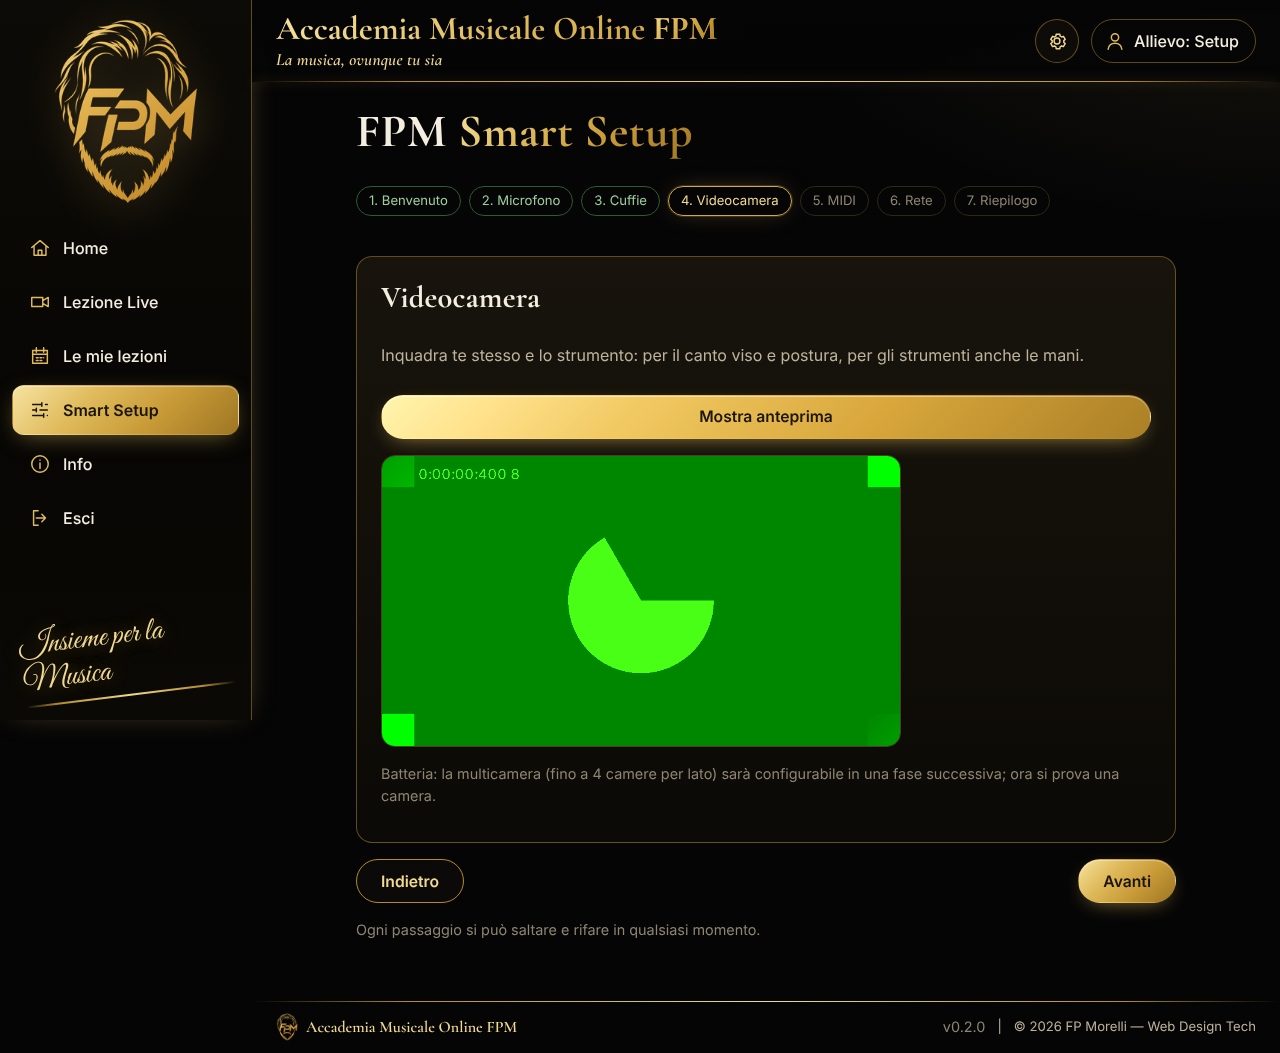 FPM
Accademia Musicale Online FPM
La musica, ovunque tu sia
Allievo: Setup
Home
Lezione Live
Le mie lezioni
Smart Setup
Info
Esci
Insieme per la
Musica
FPM Smart Setup
1. Benvenuto
2. Microfono
3. Cuffie
4. Videocamera
5. MIDI
6. Rete
7. Riepilogo
Videocamera
Inquadra te stesso e lo strumento: per il canto viso e postura, per gli strumenti anche le mani.
Mostra anteprima
0:00:00:400 8
Batteria: la multicamera (fino a 4 camere per lato) sarà configurabile in una fase successiva; ora si prova una
camera.
Indietro
Avanti
Ogni passaggio si può saltare e rifare in qualsiasi momento.
FPM
Accademia Musicale Online FPM
v0.2.0 | © 2026 FP Morelli — Web Design Tech